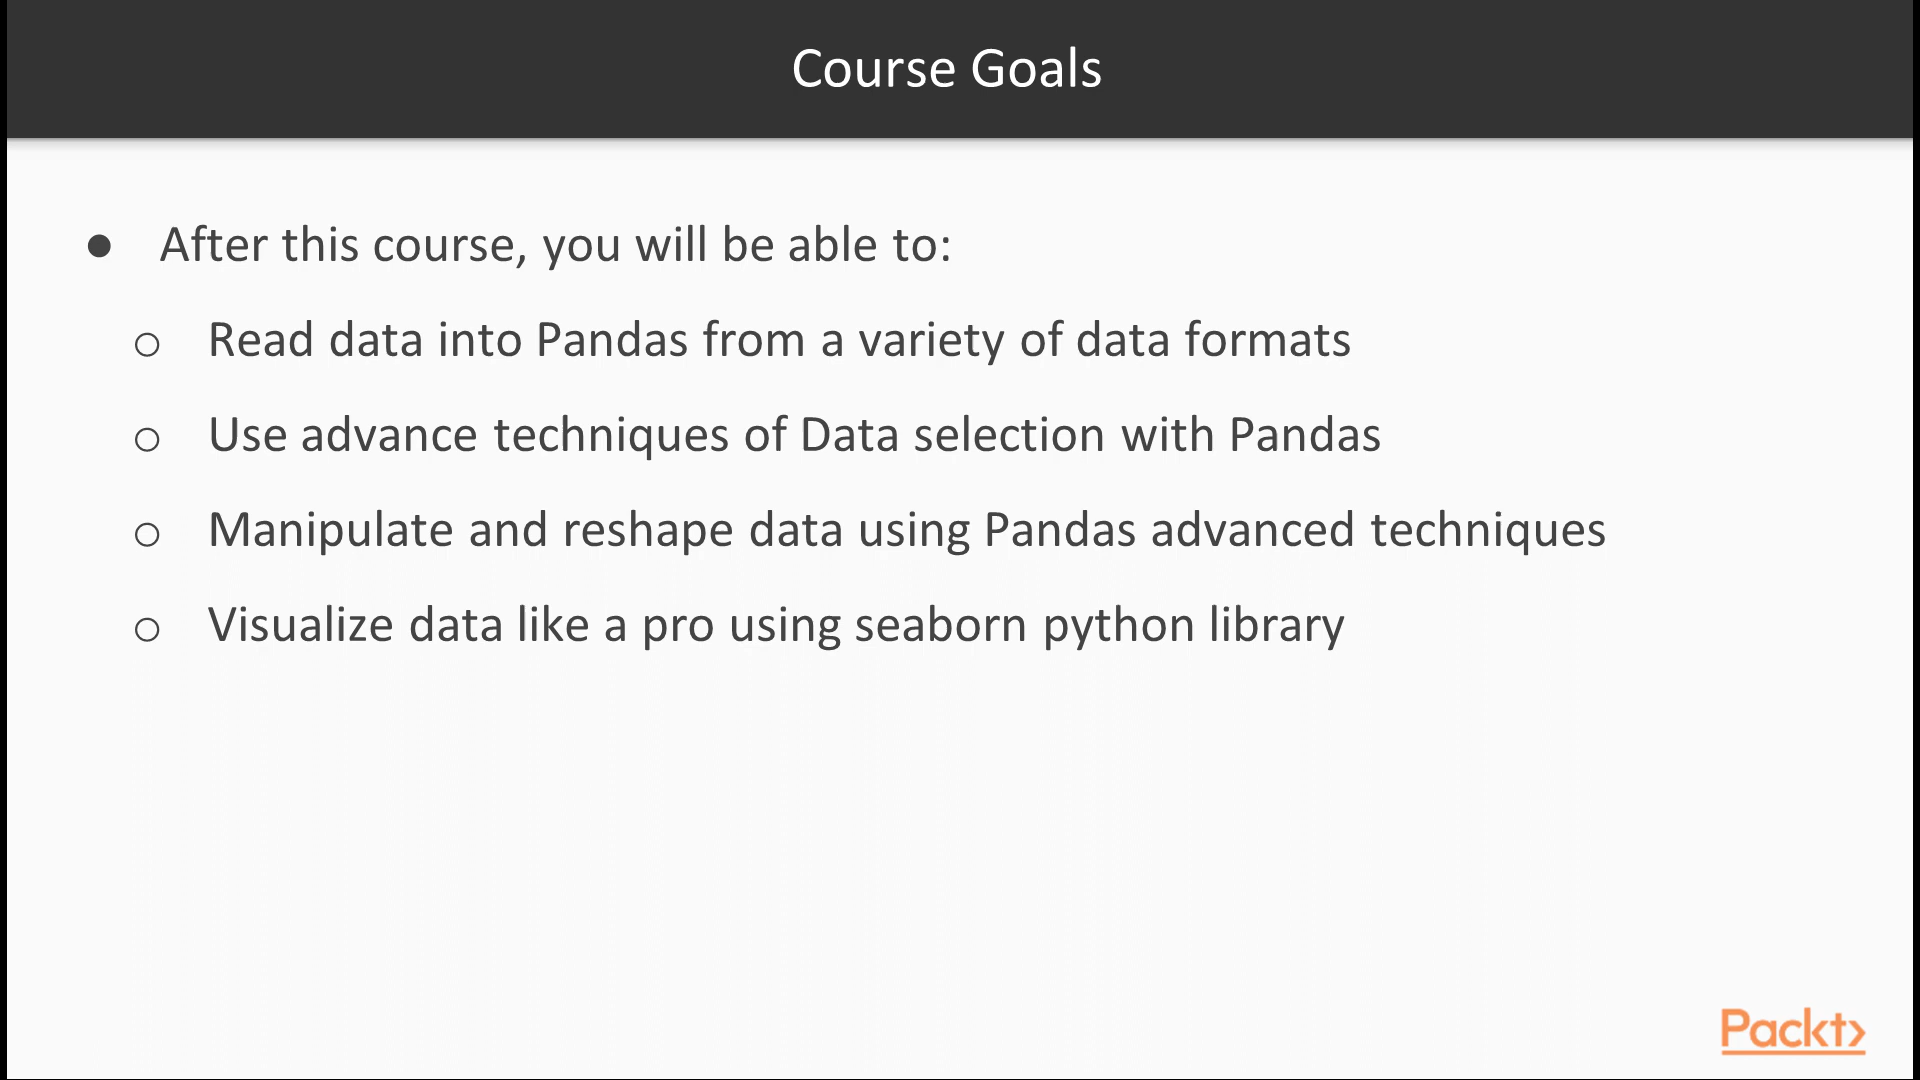 Course Goals
● After this course, you will be able to:
○ Read data into Pandas from a variety of data formats
○ Use advance techniques of Data selection with Pandas
○ Manipulate and reshape data using Pandas advanced techniques
○ Visualize data like a pro using seaborn python library
Packt>